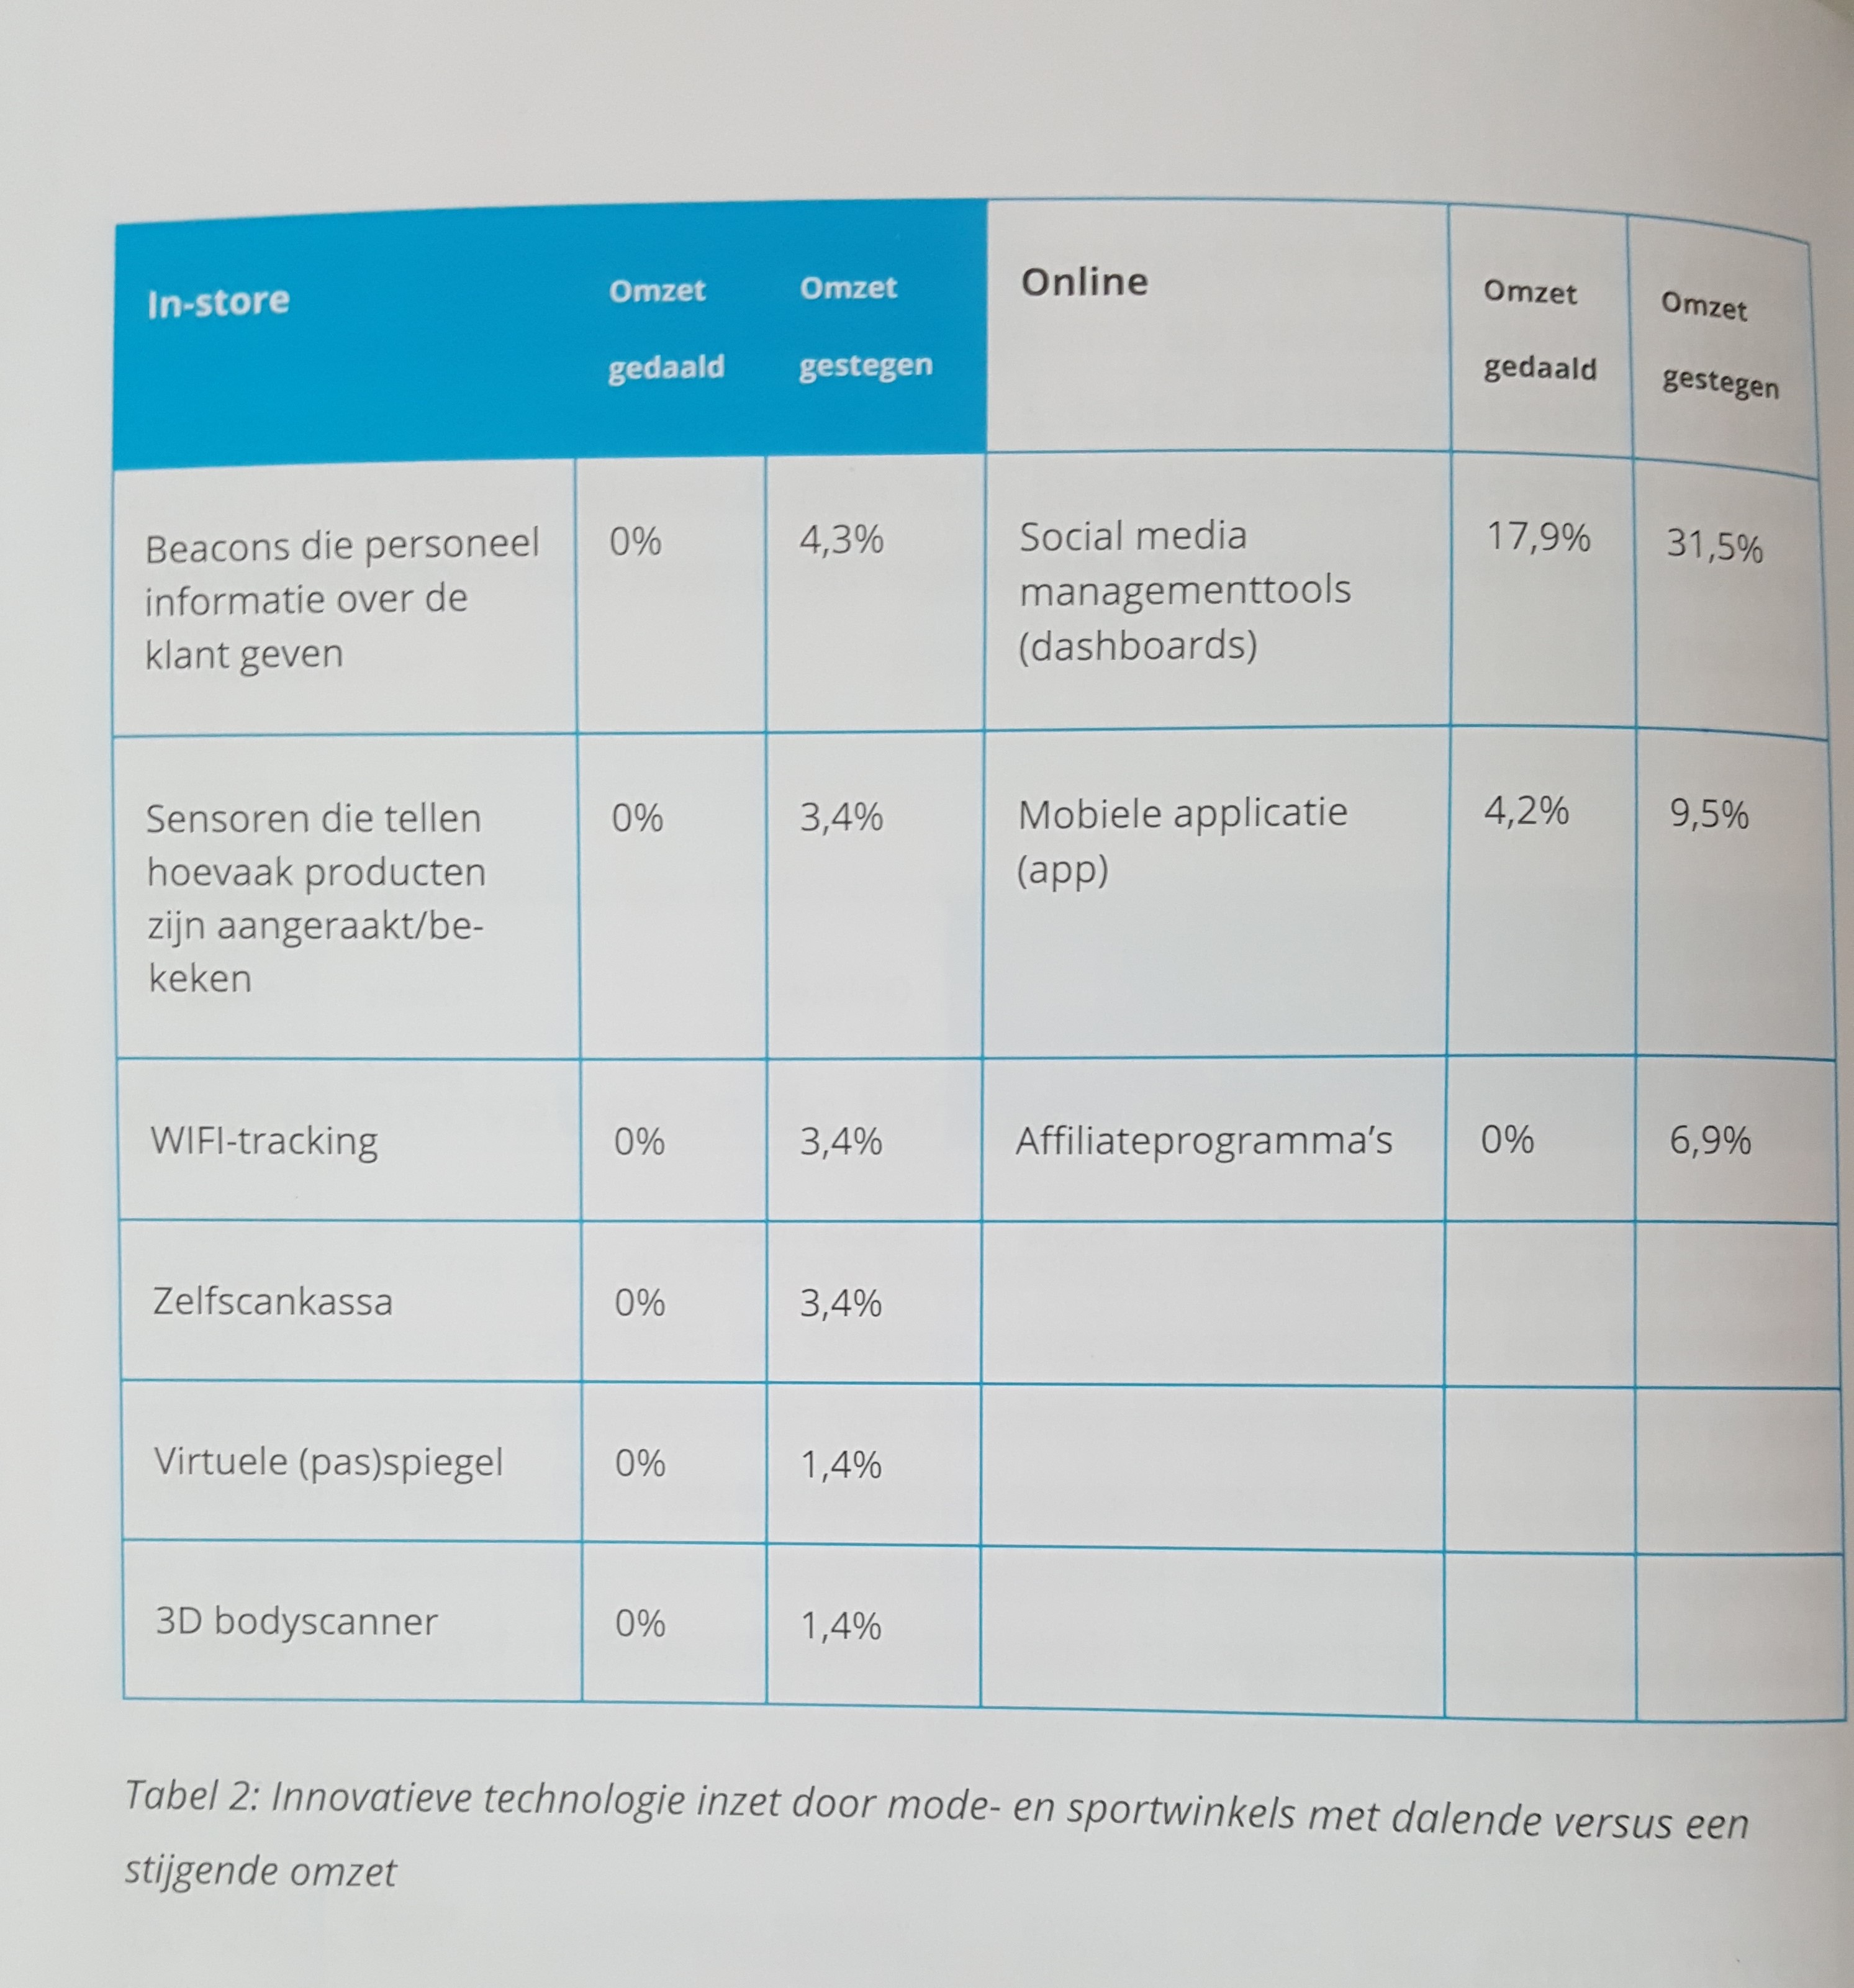 In-store
Omzet
gedaald
Omzet
gestegen
Online
Omzet
gedaald
Omzet
gestegen
Beacons die personeel
informatie over de
klant geven
0%
4,3%
Social media
managementtools
(dashboards)
17,9%
31,5%
Sensoren die tellen
hoevaak producten
zijn aangeraakt/be-
keken
0%
3,4%
Mobiele applicatie
(app)
4,2%
9,5%
WIFI-tracking
0%
3,4%
Affiliateprogramma’s
0%
6,9%
Zelfscankassa
0%
3,4%
Virtuele (pas)spiegel
0%
1,4%
3D bodyscanner
0%
1,4%
Tabel 2: Innovatieve technologie inzet door mode- en sportwinkels met dalende versus een
stijgende omzet